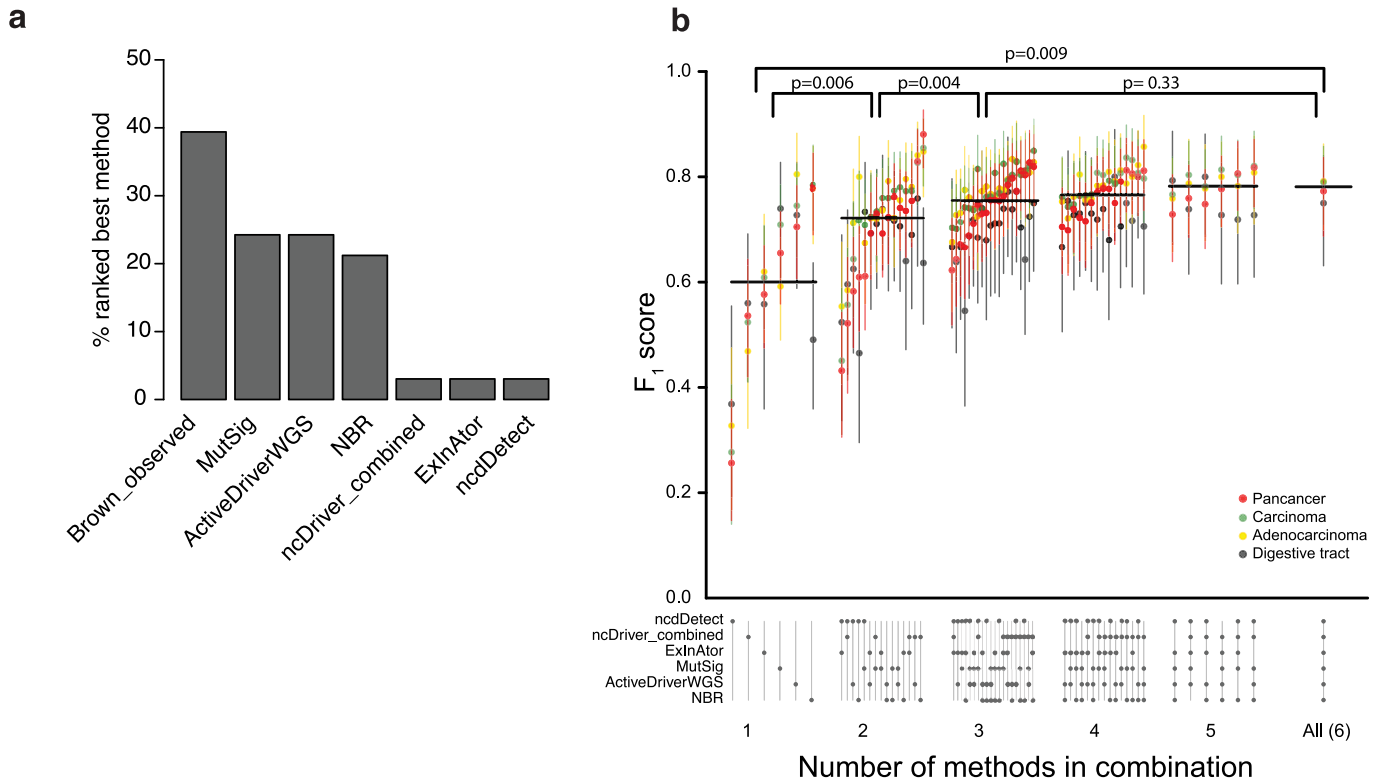 a
% ranked best method
50
40
30
20
10
0
Brown_observed
MutSig
ActiveDriverWGS
NBR
ncDriver_combined
ExInAtor
ncdDetect
b
p=0.009
p=0.006
p=0.004
p= 0.33
F1 score
1.0
0.8
0.6
0.4
0.2
0.0
Pancancer
Carcinoma
Adenocarcinoma
Digestive tract
ncdDetect
ncDriver_combined
ExInAtor
MutSig
ActiveDriverWGS
NBR
1 2 3 4 5 All (6)
Number of methods in combination